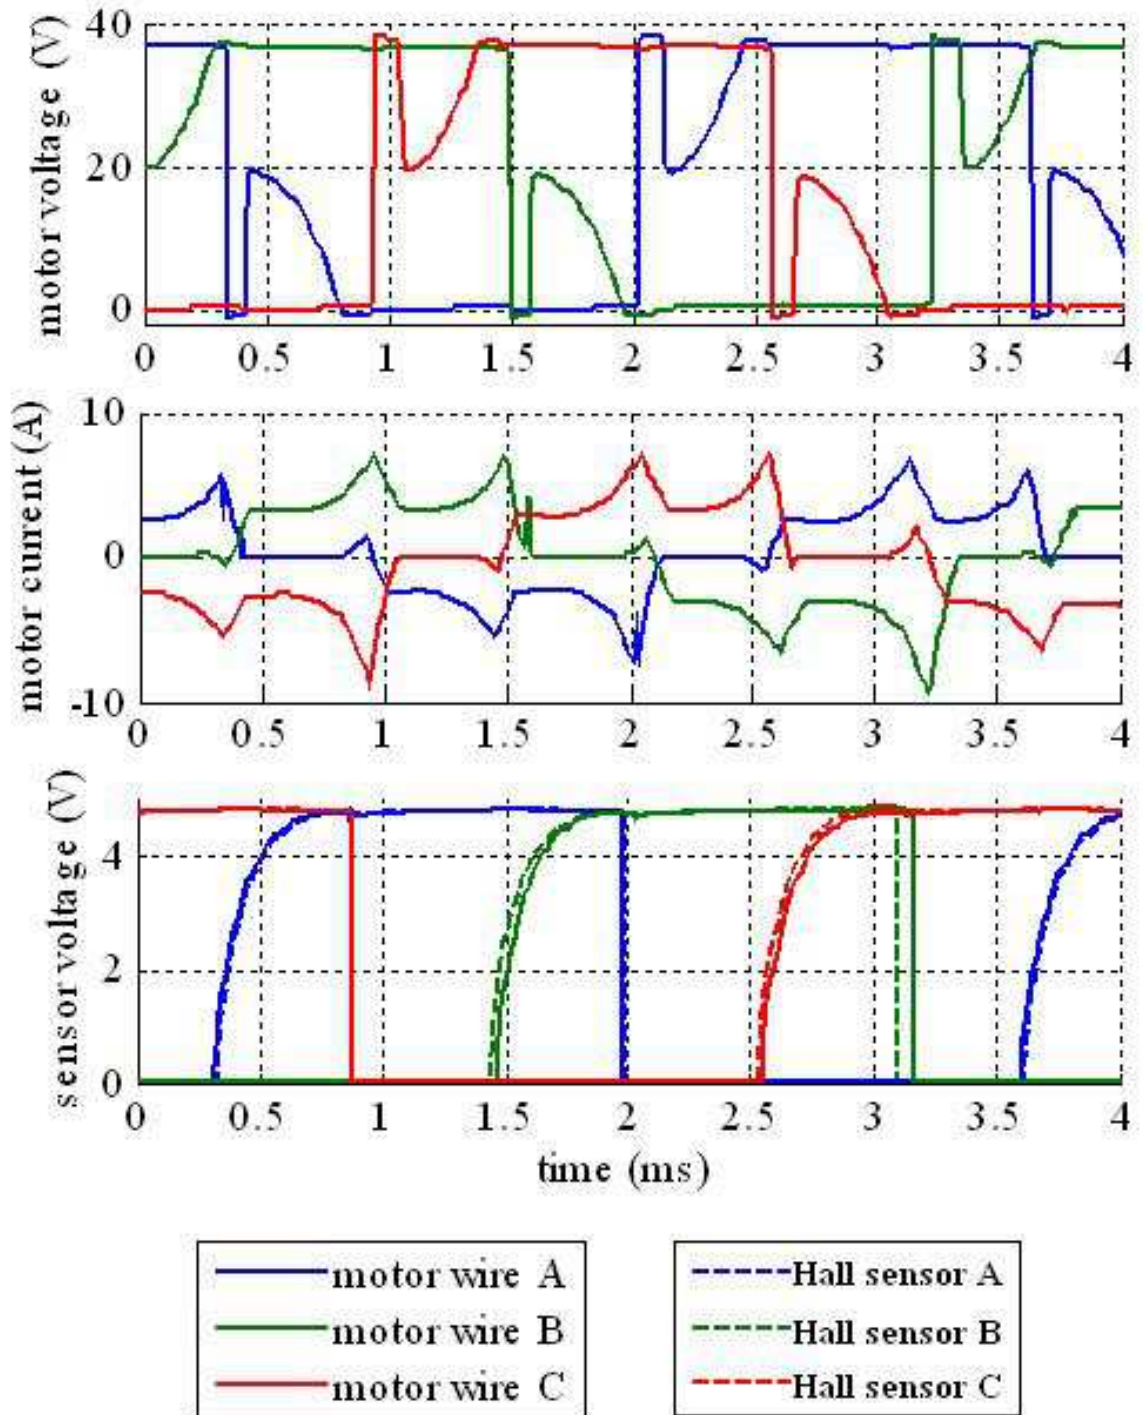 40
20
0
motor voltage (V)
0 0.5 1 1.5 2 2.5 3 3.5 4
10
0
-10
motor current (A)
0 0.5 1 1.5 2 2.5 3 3.5 4
4
2
0
sensor voltage (V)
0 0.5 1 1.5 2 2.5 3 3.5 4
time (ms)
motor wire A
motor wire B
motor wire C
Hall sensor A
Hall sensor B
Hall sensor C